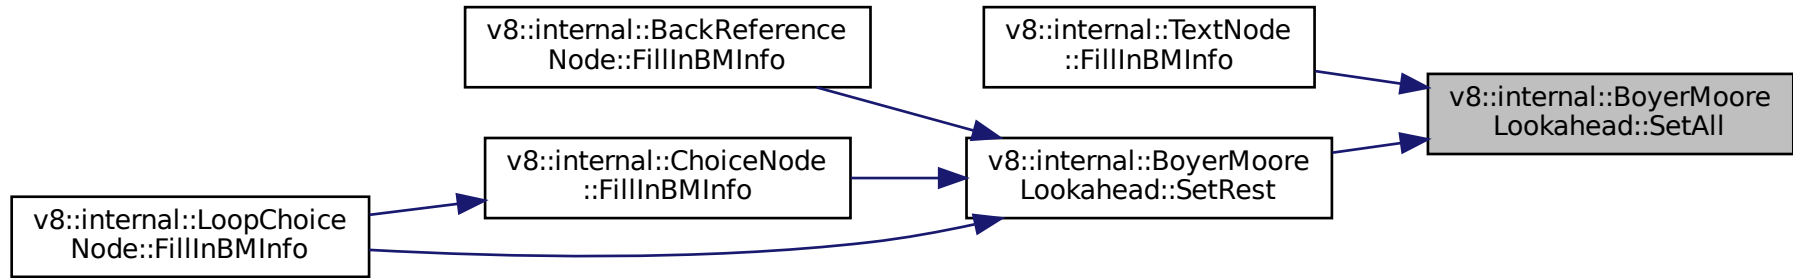 v8::internal::BackReference
Node::FillInBMInfo
v8::internal::TextNode
::FillInBMInfo
v8::internal::BoyerMoore
Lookahead::SetAll
v8::internal::ChoiceNode
::FillInBMInfo
v8::internal::BoyerMoore
Lookahead::SetRest
v8::internal::LoopChoice
Node::FillInBMInfo